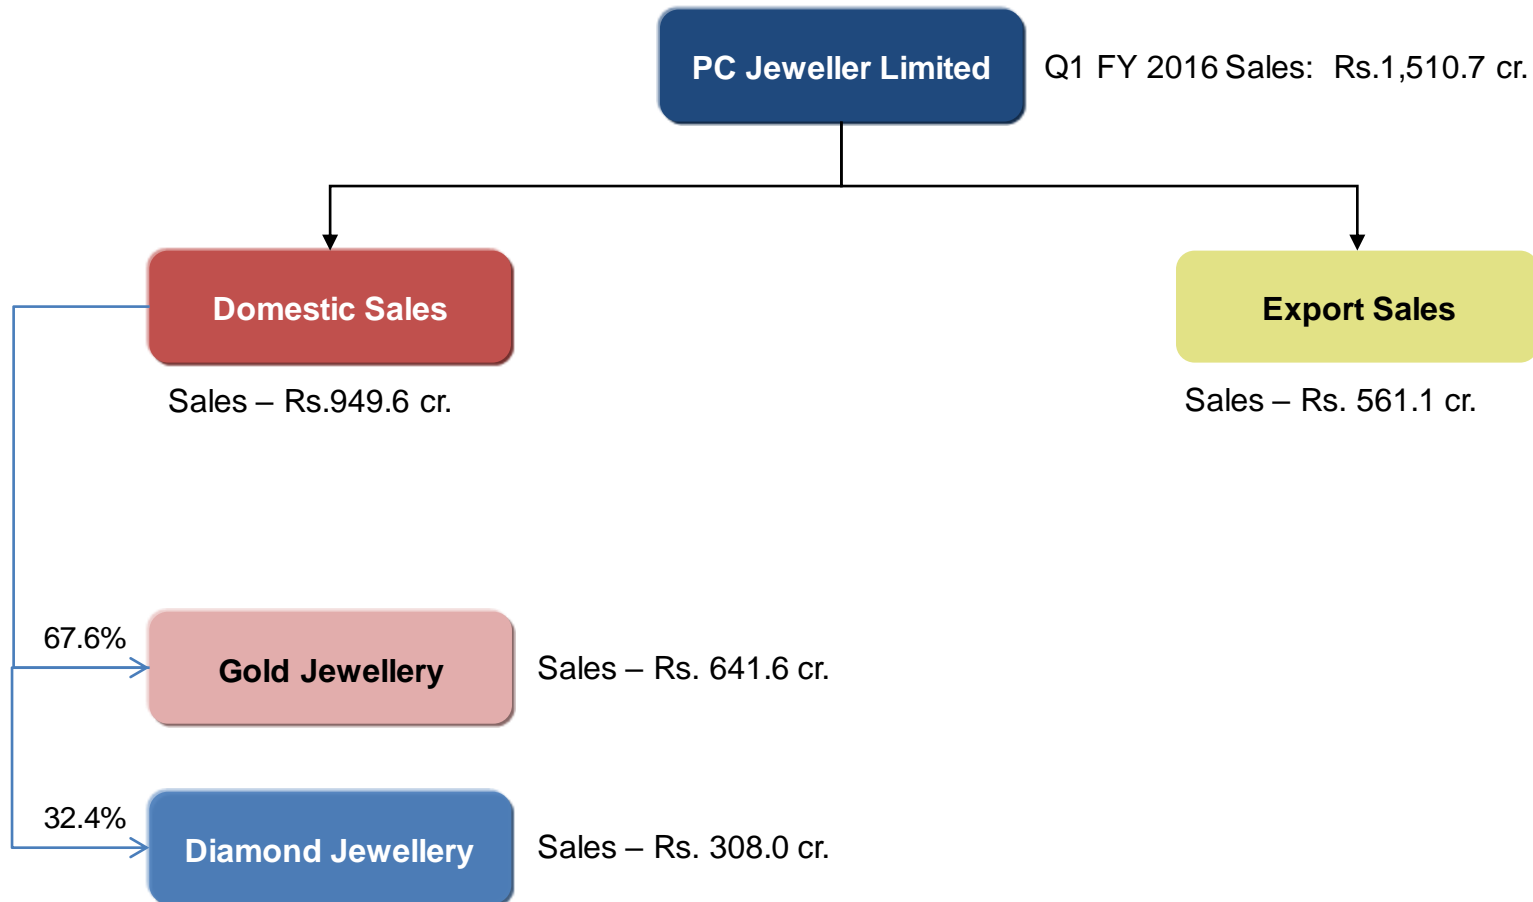 PC Jeweller Limited
Q1 FY 2016 Sales: Rs.1,510.7 cr.
Domestic Sales
Export Sales
Sales – Rs.949.6 cr.
Sales – Rs. 561.1 cr.
67.6%
Gold Jewellery
Sales – Rs. 641.6 cr.
32.4%
Diamond Jewellery
Sales – Rs. 308.0 cr.